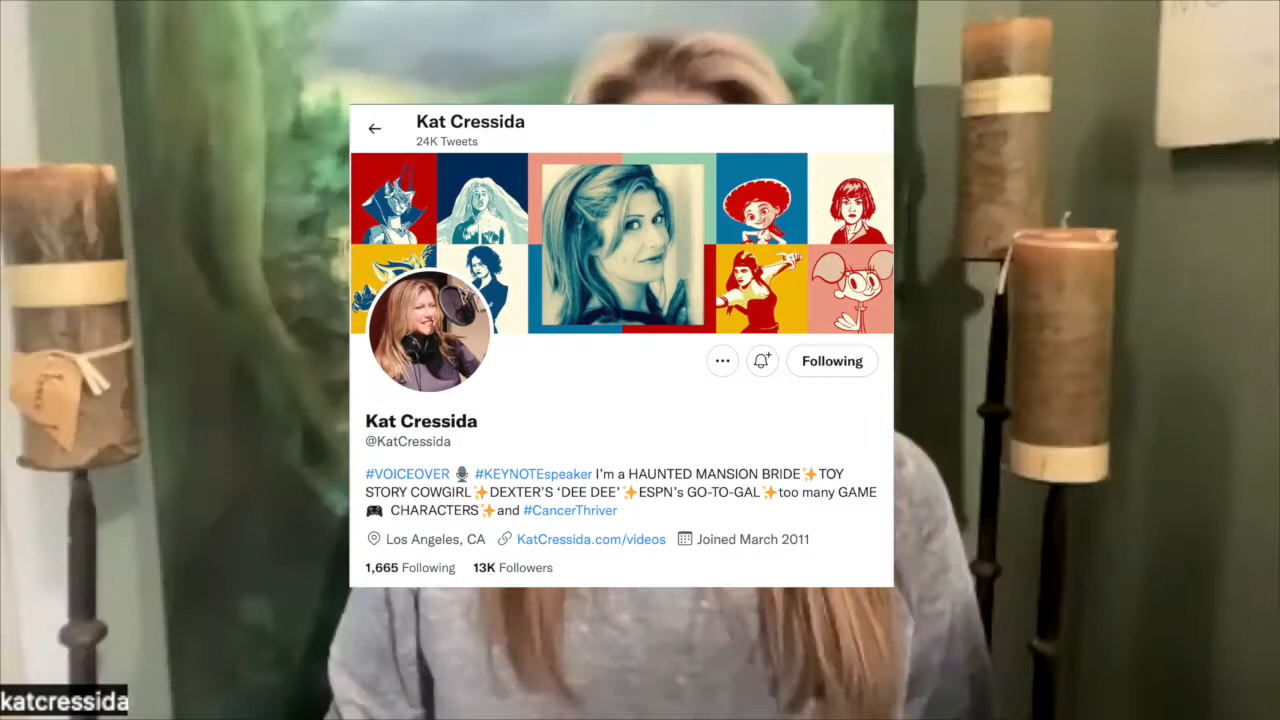 Kat Cressida
24K Tweets
Following
Kat Cressida
@KatCressida
#VOICEOVER 🎙 #KEYNOTEspeaker I'm a HAUNTED MANSION BRIDE✨TOY
STORY COWGIRL✨DEXTER'S 'DEE DEE'✨ESPN's GO-TO-GAL✨too many GAME
🎮 CHARACTERS✨and #CancerThriver
Los Angeles, CA KatCressida.com/videos Joined March 2011
1,665 Following 13K Followers
katcressida